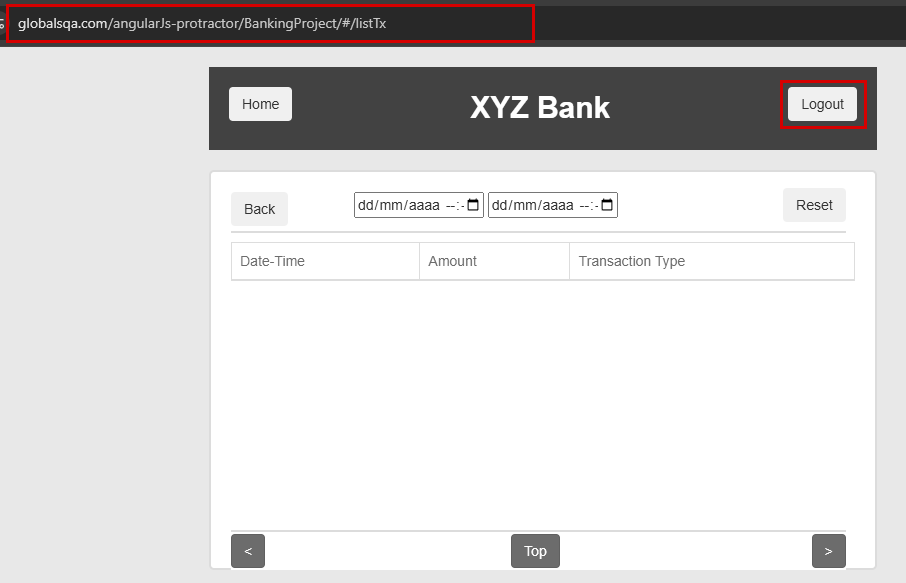 globalsqa.com/angularJs-protractor/BankingProject/#/listTx
Home XYZ Bank Logout
Back dd/mm/aaaa --:- dd/mm/aaaa --:- Reset
Date-Time Amount Transaction Type
< Top >